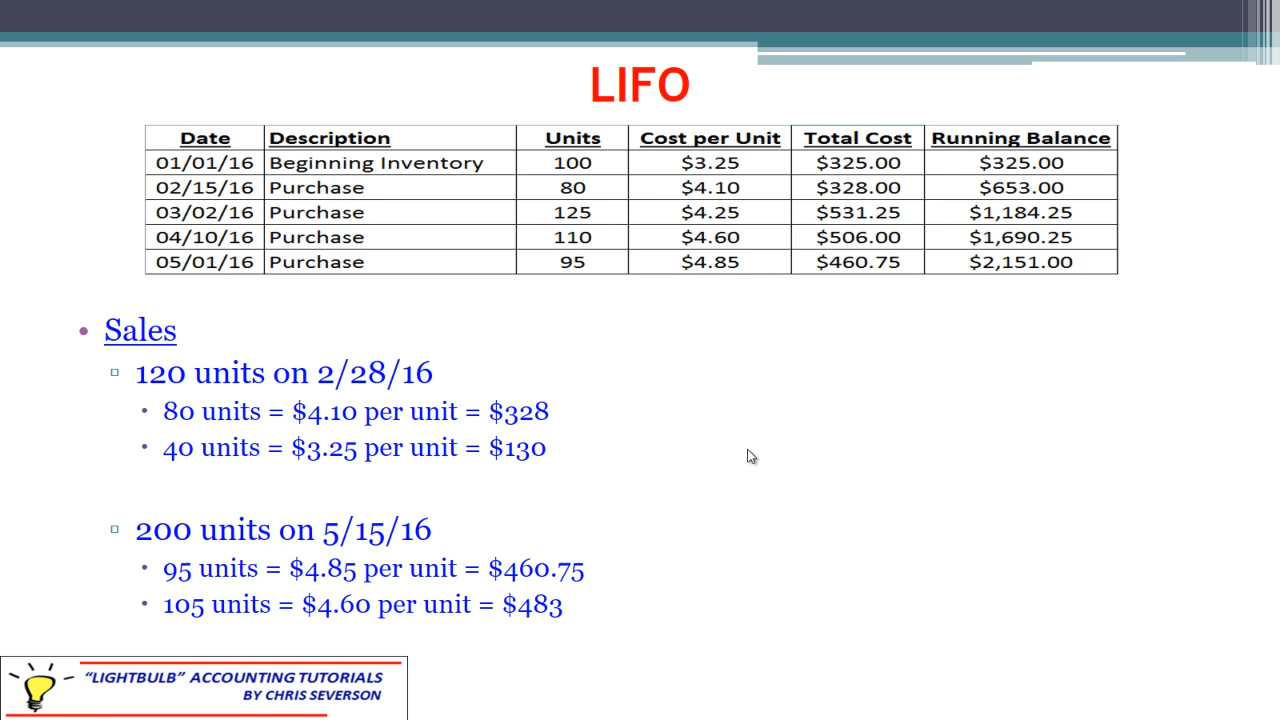 LIFO
Date Description Units Cost per Unit Total Cost Running Balance
01/01/16 Beginning Inventory 100 $3.25 $325.00 $325.00
02/15/16 Purchase 80 $4.10 $328.00 $653.00
03/02/16 Purchase 125 $4.25 $531.25 $1,184.25
04/10/16 Purchase 110 $4.60 $506.00 $1,690.25
05/01/16 Purchase 95 $4.85 $460.75 $2,151.00
• Sales
▫ 120 units on 2/28/16
• 80 units = $4.10 per unit = $328
• 40 units = $3.25 per unit = $130
▫ 200 units on 5/15/16
• 95 units = $4.85 per unit = $460.75
• 105 units = $4.60 per unit = $483
“LIGHTBULB” ACCOUNTING TUTORIALS
BY CHRIS SEVERSON